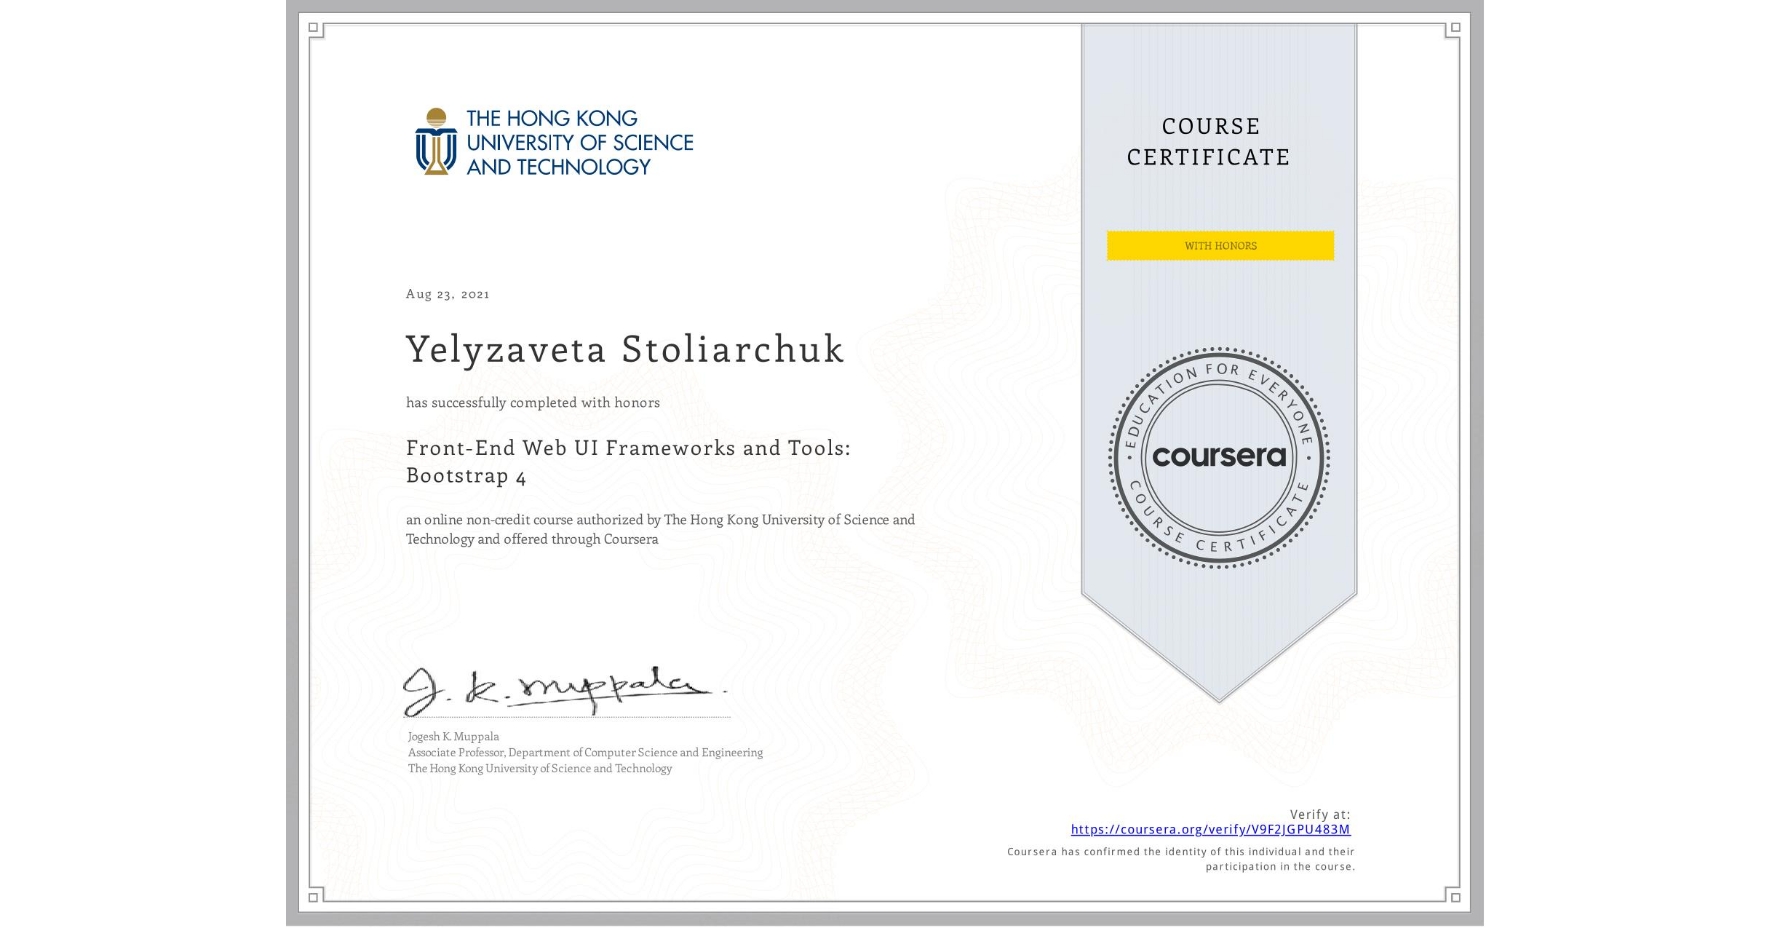 THE HONG KONG
UNIVERSITY OF SCIENCE
AND TECHNOLOGY
COURSE
CERTIFICATE
WITH HONORS
Aug 23, 2021
Yelyzaveta Stoliarchuk
has successfully completed with honors
Front-End Web UI Frameworks and Tools:
Bootstrap 4
an online non-credit course authorized by The Hong Kong University of Science and
Technology and offered through Coursera
EDUCATION FOR EVERYONE
coursera
COURSE CERTIFICATE
J. K. Muppala
Jogesh K. Muppala
Associate Professor, Department of Computer Science and Engineering
The Hong Kong University of Science and Technology
Verify at:
https://coursera.org/verify/V9F2JGPU483M
Coursera has confirmed the identity of this individual and their
participation in the course.